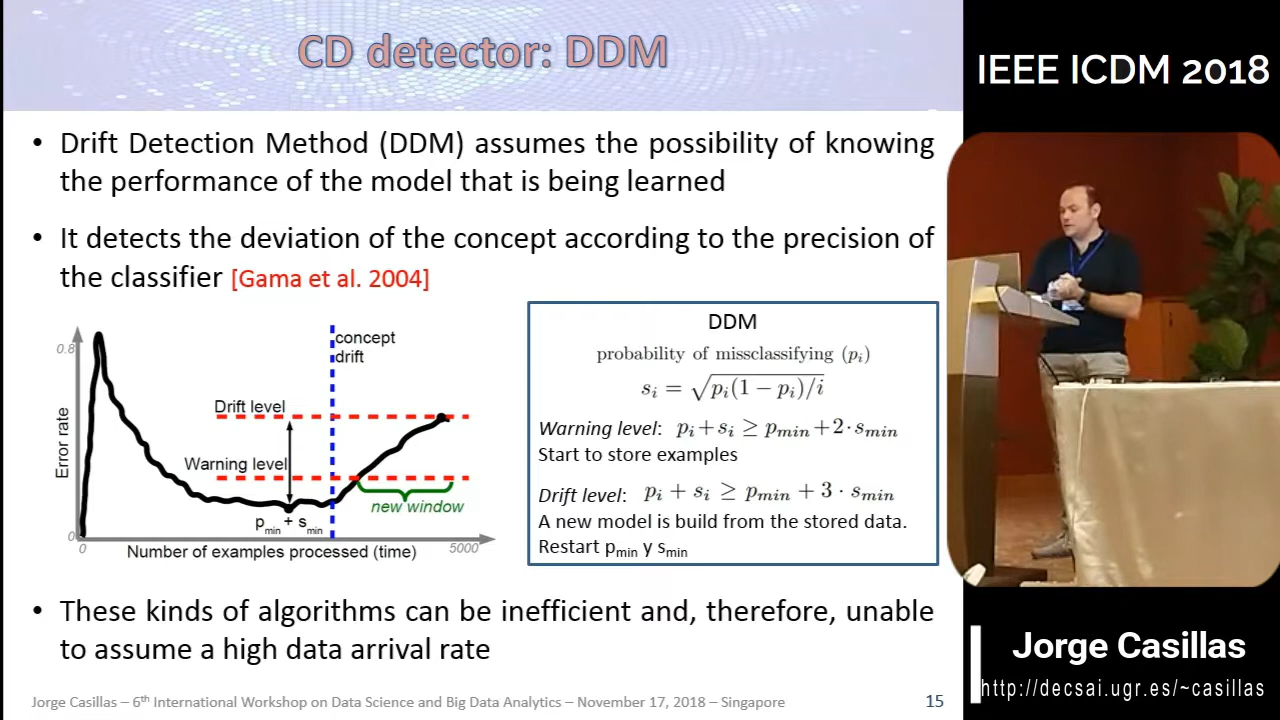 CD detector: DDM
IEEE ICDM 2018
• Drift Detection Method (DDM) assumes the possibility of knowing
the performance of the model that is being learned
• It detects the deviation of the concept according to the precision of
the classifier [Gama et al. 2004]
0.8
0
Error rate
concept
drift
Drift level
Warning level
new window
p_min + s_min
0
Number of examples processed (time)
5000
DDM
probability of missclassifying (p_i)
s_i = √p_i(1 − p_i)/i
Warning level: p_i + s_i ≥ p_min + 2 · s_min
Start to store examples
Drift level: p_i + s_i ≥ p_min + 3 · s_min
A new model is build from the stored data.
Restart p_min y s_min
• These kinds of algorithms can be inefficient and, therefore, unable
to assume a high data arrival rate
Jorge Casillas – 6th International Workshop on Data Science and Big Data Analytics – November 17, 2018 – Singapore
15
Jorge Casillas
http://decsai.ugr.es/~casillas